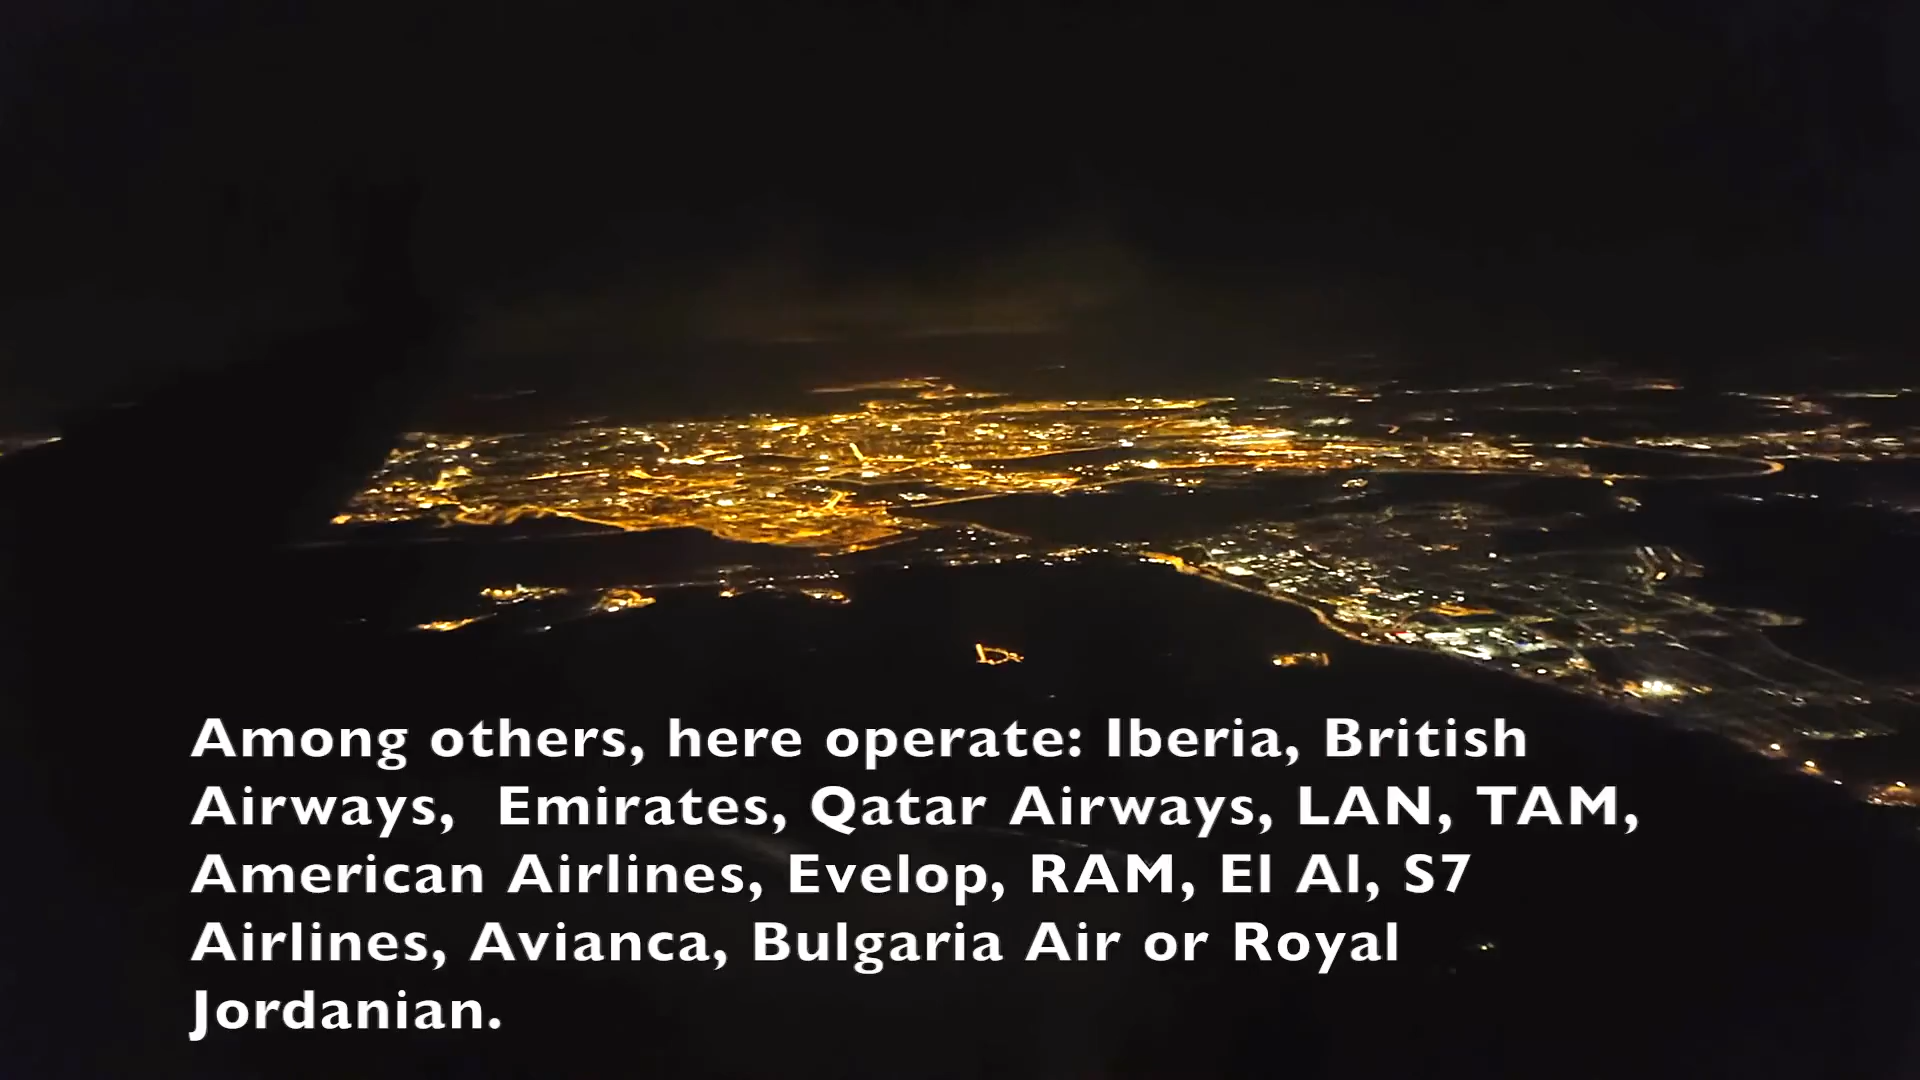 Among others, here operate: Iberia, British
Airways,  Emirates, Qatar Airways, LAN, TAM,
American Airlines, Evelop, RAM, El Al, S7
Airlines, Avianca, Bulgaria Air or Royal
Jordanian.